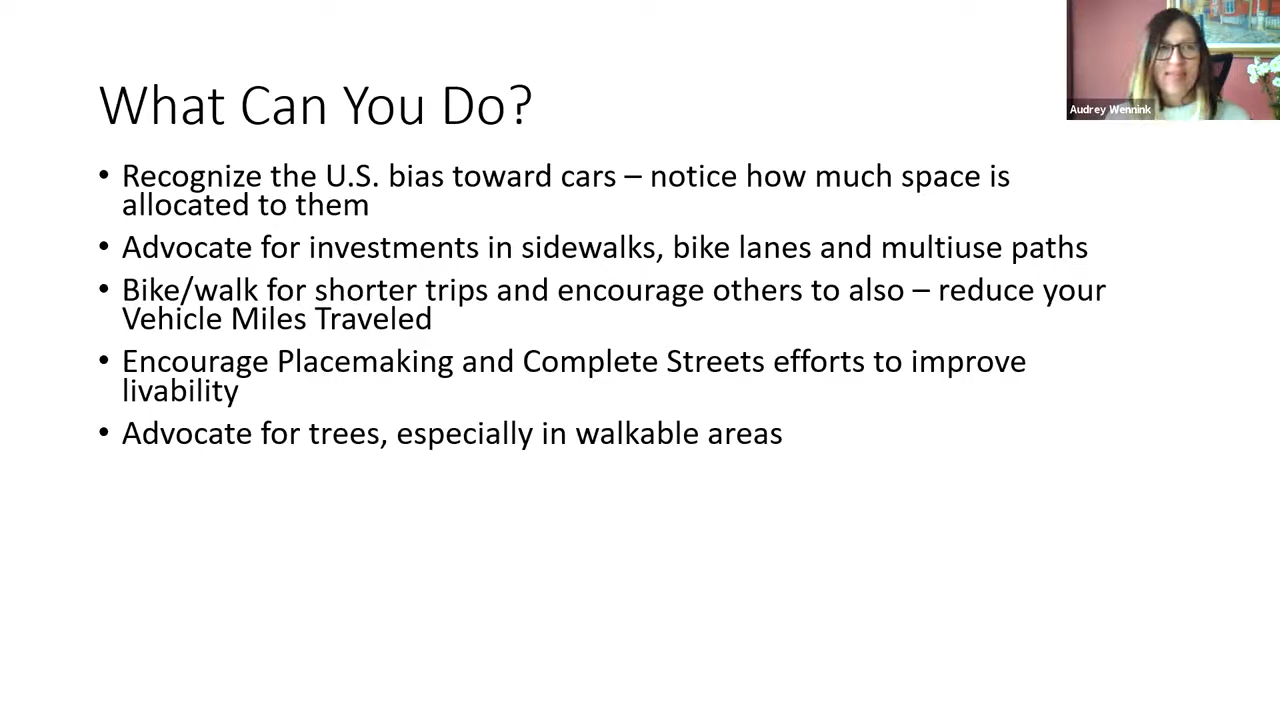 What Can You Do?
• Recognize the U.S. bias toward cars – notice how much space is
allocated to them
• Advocate for investments in sidewalks, bike lanes and multiuse paths
• Bike/walk for shorter trips and encourage others to also – reduce your
Vehicle Miles Traveled
• Encourage Placemaking and Complete Streets efforts to improve
livability
• Advocate for trees, especially in walkable areas
Audrey Wennink